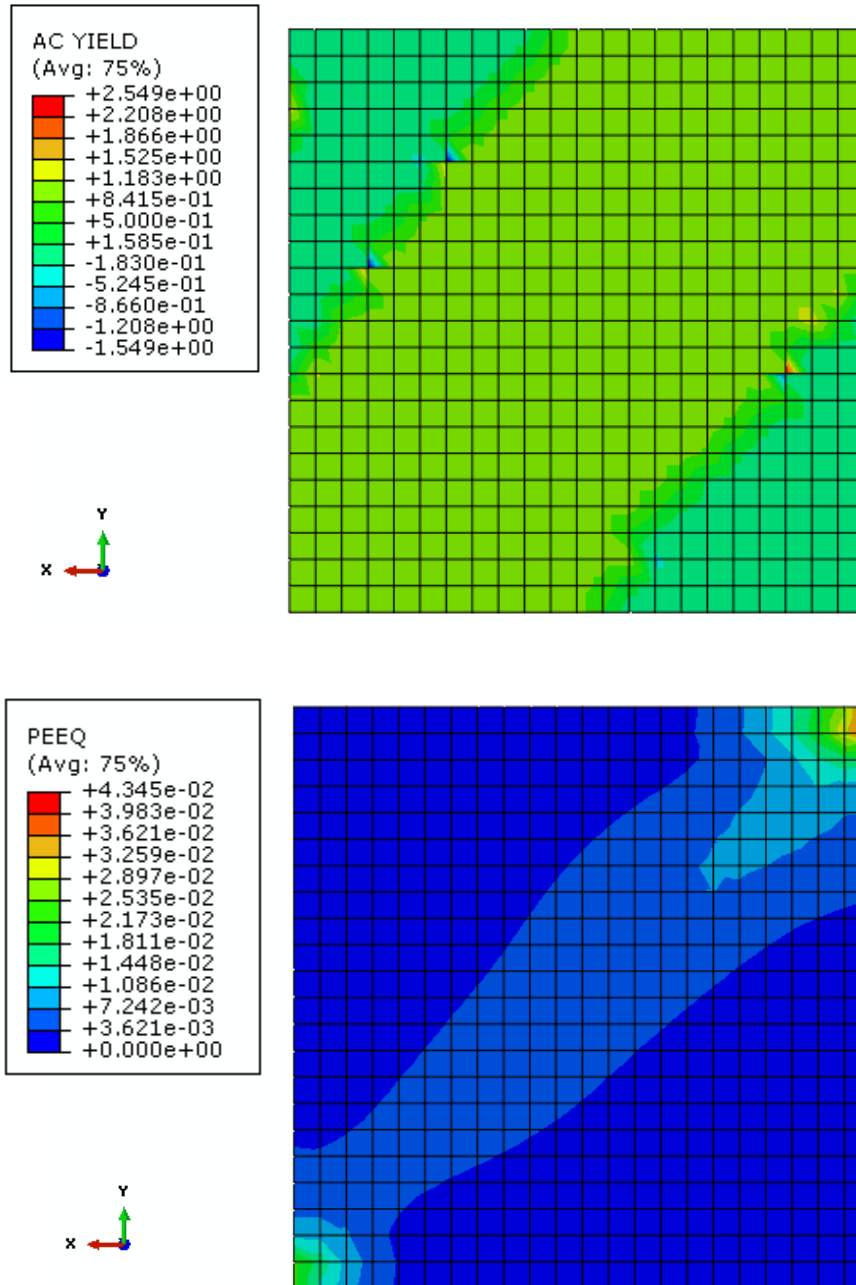 AC YIELD
(Avg: 75%)
+2.549e+00
+2.208e+00
+1.866e+00
+1.525e+00
+1.183e+00
+8.415e-01
+5.000e-01
+1.585e-01
-1.830e-01
-5.245e-01
-8.660e-01
-1.208e+00
-1.549e+00
Y
X
PEEQ
(Avg: 75%)
+4.345e-02
+3.983e-02
+3.621e-02
+3.259e-02
+2.897e-02
+2.535e-02
+2.173e-02
+1.811e-02
+1.448e-02
+1.086e-02
+7.242e-03
+3.621e-03
+0.000e+00
Y
X